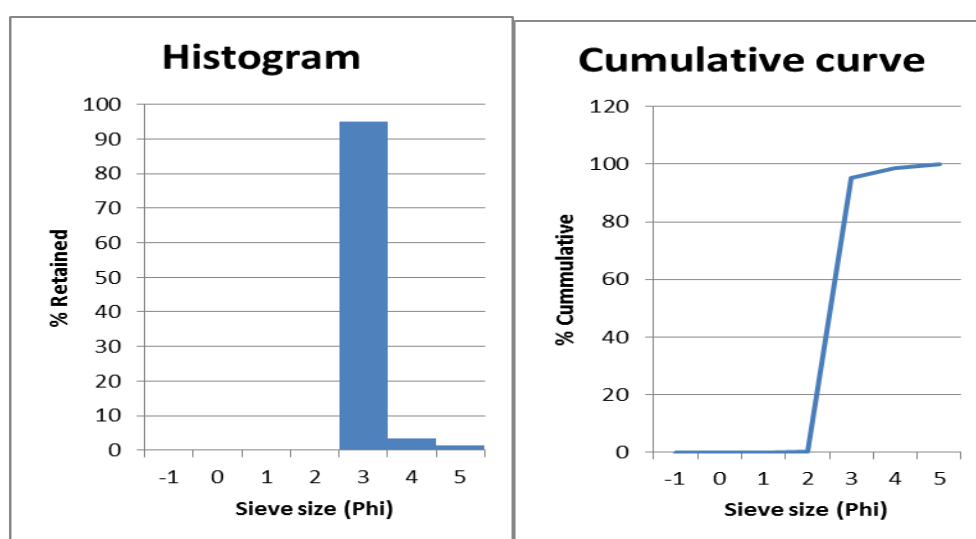 Histogram
100
90
80
70
60
50
40
30
20
10
0
% Retained
-1 0 1 2 3 4 5
Sieve size (Phi)
Cumulative curve
120
100
80
60
40
20
0
% Cummulative
-1 0 1 2 3 4 5
Sieve size (Phi)